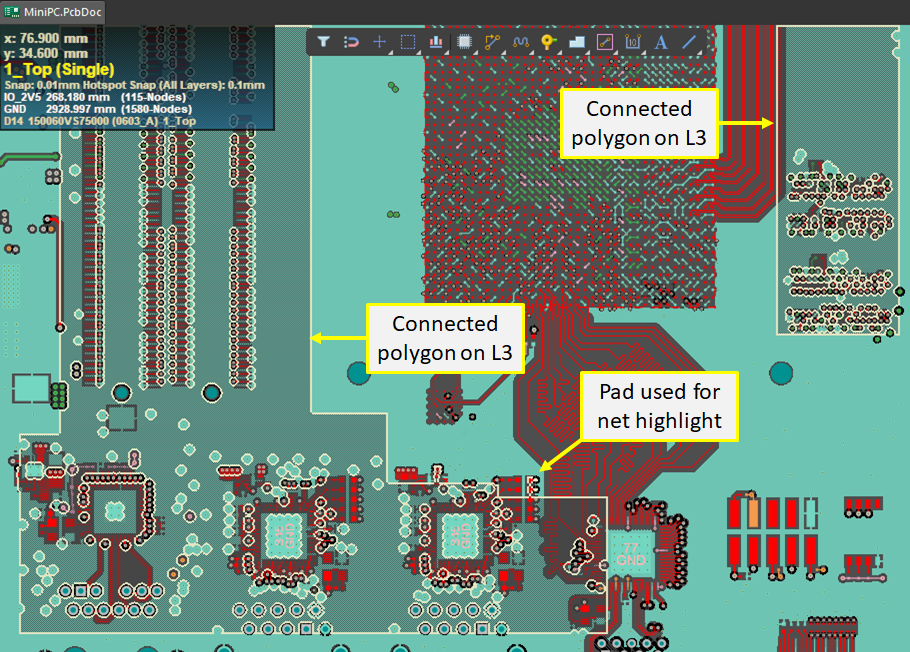 MiniPC.PcbDoc
x: 76.900 mm
y: 34.600 mm
1_Top (Single)
Snap: 0.01mm Hotspot Snap (All Layers): 0.1mm
IO_2V5 268.180 mm (115-Nodes)
GND 2928.997 mm (1580-Nodes)
D14 150060VS75000 (0603_A) 1_Top
Connected
polygon on L3
Connected
polygon on L3
Pad used for
net highlight
GND
GND
77
GND